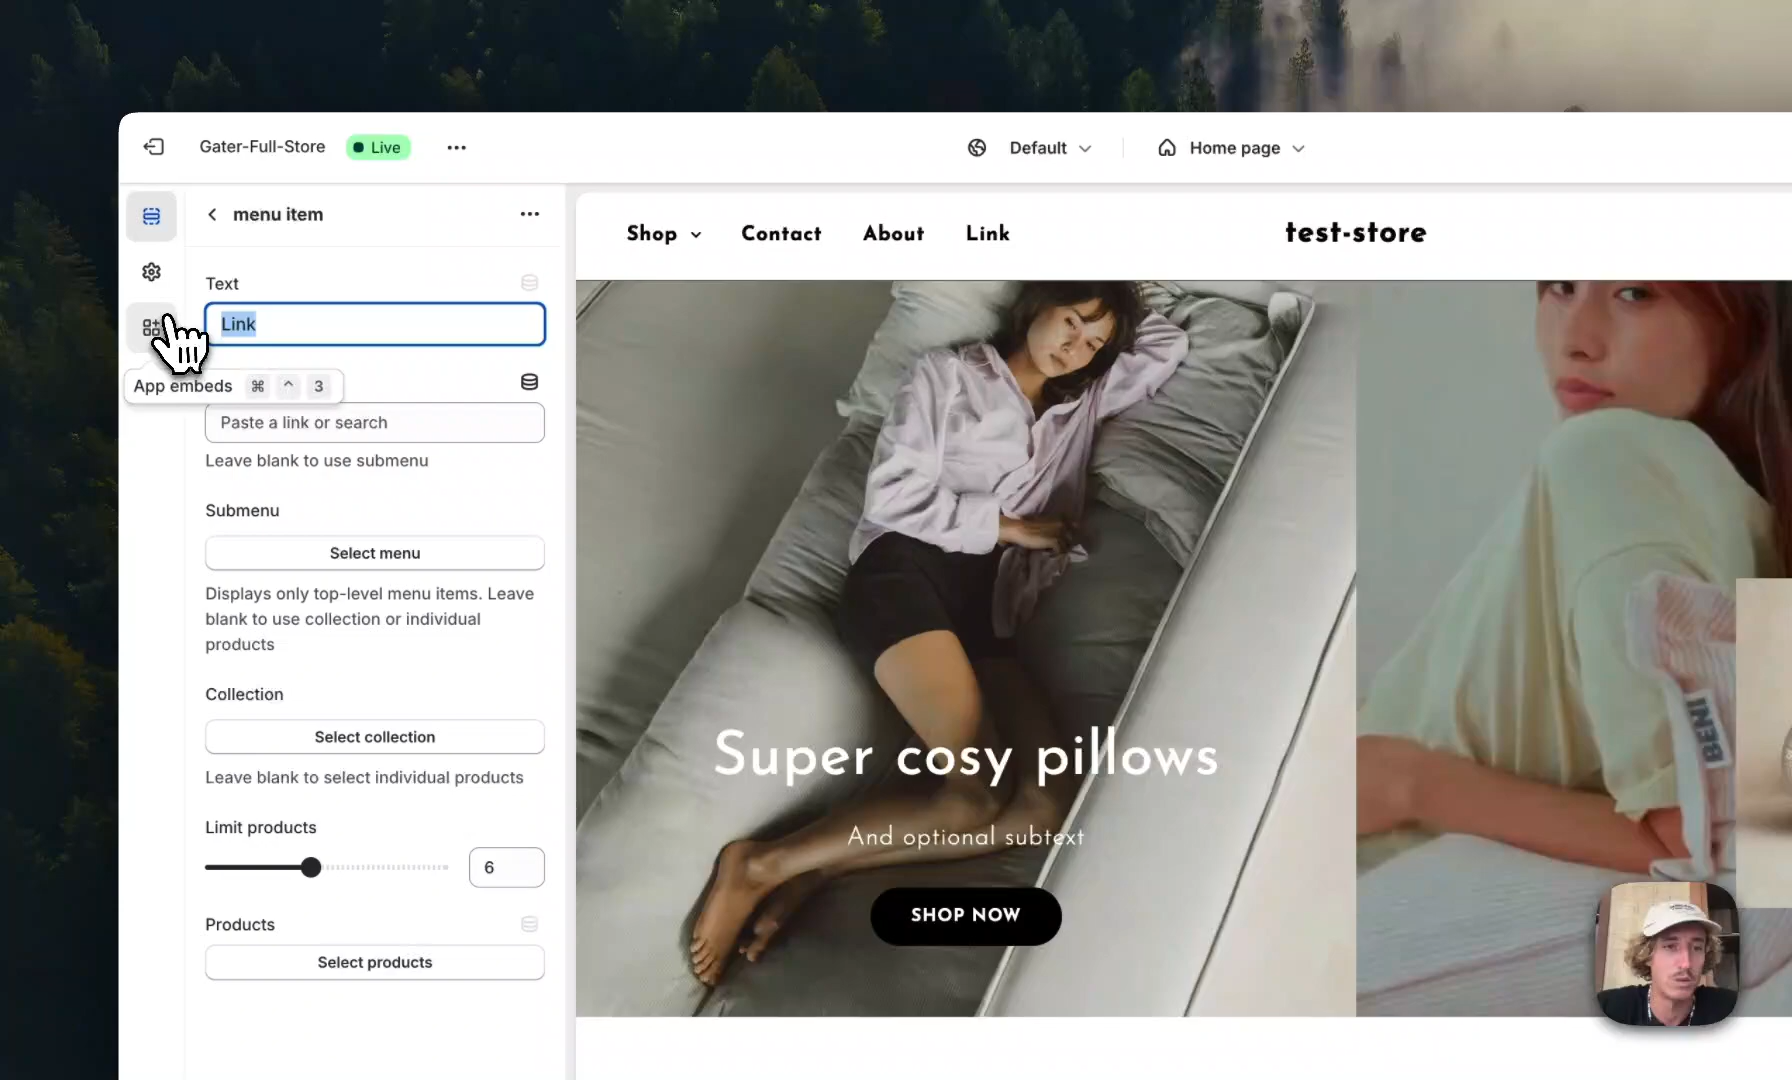 Gater-Full-Store
Live
Default
Home page
menu item
Text
Link
App embeds ⌘ ^ 3
Paste a link or search
Leave blank to use submenu
Submenu
Select menu
Displays only top-level menu items. Leave
blank to use collection or individual
products
Collection
Select collection
Leave blank to select individual products
Limit products
6
Products
Select products
Shop
Contact
About
Link
test-store
Super cosy pillows
And optional subtext
SHOP NOW
BENI